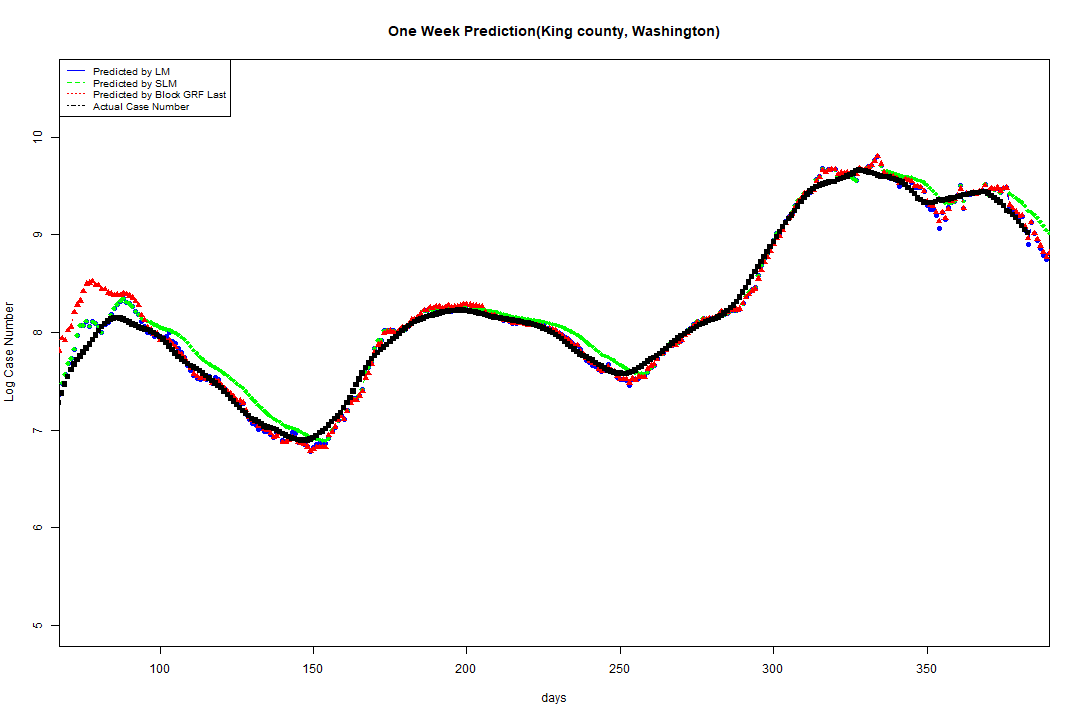 One Week Prediction(King county, Washington)
Predicted by LM
Predicted by SLM
Predicted by Block GRF Last
Actual Case Number
10
9
8
7
6
5
Log Case Number
100 150 200 250 300 350
days